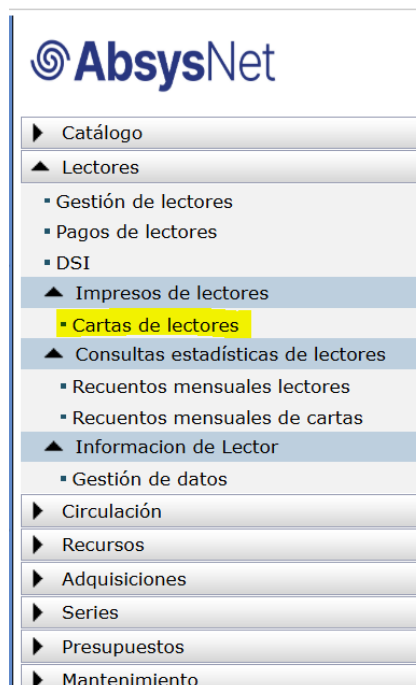 AbsysNet
Catálogo
Lectores
Gestión de lectores
Pagos de lectores
DSI
Impresos de lectores
Cartas de lectores
Consultas estadísticas de lectores
Recuentos mensuales lectores
Recuentos mensuales de cartas
Informacion de Lector
Gestión de datos
Circulación
Recursos
Adquisiciones
Series
Presupuestos
Mantenimiento